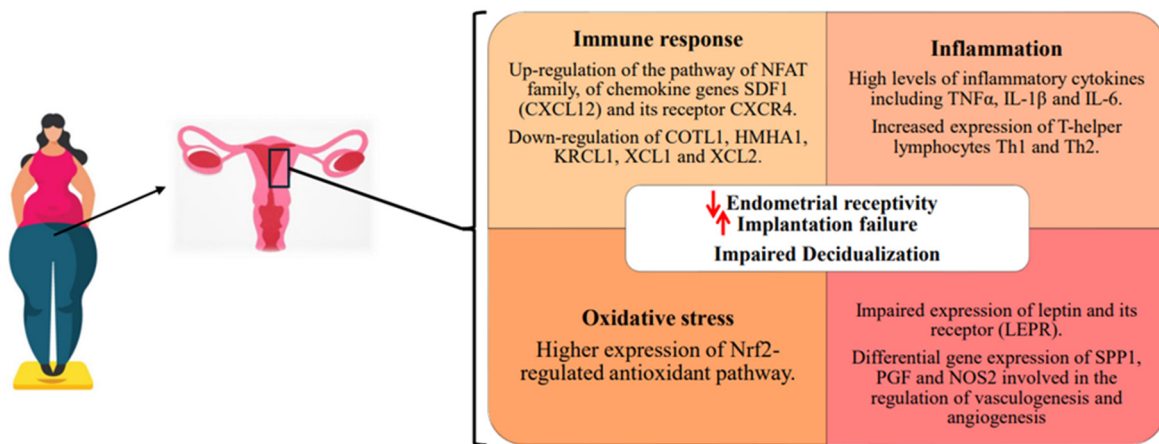 Immune response
Up-regulation of the pathway of NFAT
family, of chemokine genes SDF1
(CXCL12) and its receptor CXCR4.
Down-regulation of COTL1, HMHA1,
KRCL1, XCL1 and XCL2.
Inflammation
High levels of inflammatory cytokines
including TNFα, IL-1β and IL-6.
Increased expression of T-helper
lymphocytes Th1 and Th2.
↓ Endometrial receptivity
↑ Implantation failure
Impaired Decidualization
Oxidative stress
Higher expression of Nrf2-
regulated antioxidant pathway.
Impaired expression of leptin and its
receptor (LEPR).
Differential gene expression of SPP1,
PGF and NOS2 involved in the
regulation of vasculogenesis and
angiogenesis